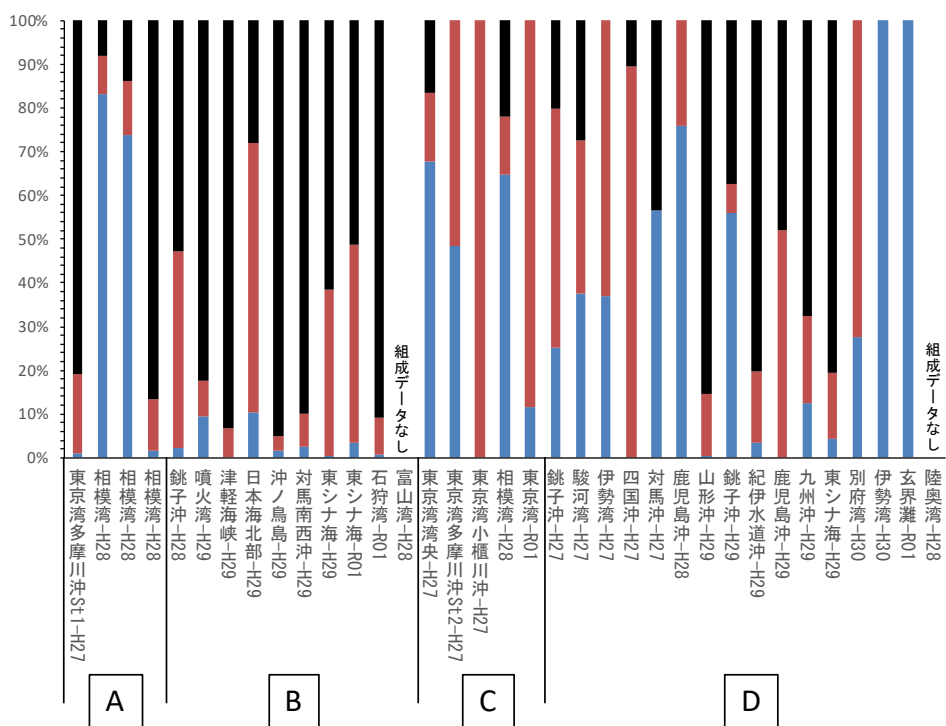 100%
90%
80%
70%
60%
50%
40%
30%
20%
10%
0%
組成データなし
組成データなし
東京湾多摩川沖St1-H27
相模湾-H28
相模湾-H28
相模湾-H28
銚子沖-H28
噴火湾-H29
津軽海峡-H29
日本海北部-H29
沖ノ鳥島-H29
対馬南西沖-H29
東シナ海-H29
東シナ海-R01
石狩湾-R01
富山湾-H28
東京湾湾央-H27
東京湾多摩川沖St2-H27
東京湾小櫃川沖-H27
相模湾-H28
東京湾-R01
銚子沖-H27
駿河湾-H27
伊勢湾-H27
四国沖-H27
対馬沖-H27
鹿児島沖-H28
山形沖-H29
銚子沖-H29
紀伊水道沖-H29
鹿児島沖-H29
九州沖-H29
東シナ海-H29
別府湾-H30
伊勢湾-H30
玄界灘-R01
陸奥湾-H28
A
B
C
D